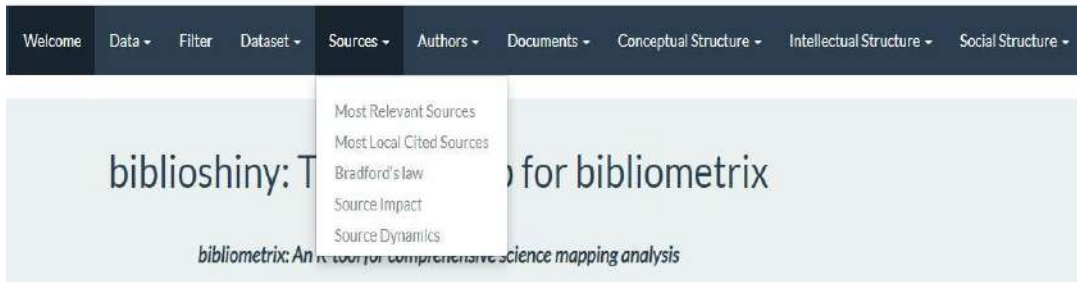 Welcome Data Filter Dataset Sources Authors Documents Conceptual Structure Intellectual Structure Social Structure
Most Relevant Sources
Most Local Cited Sources
Bradford's law
Source Impact
Source Dynamics
biblioshiny: T for bibliometrix
bibliometrix: An science mapping analysis